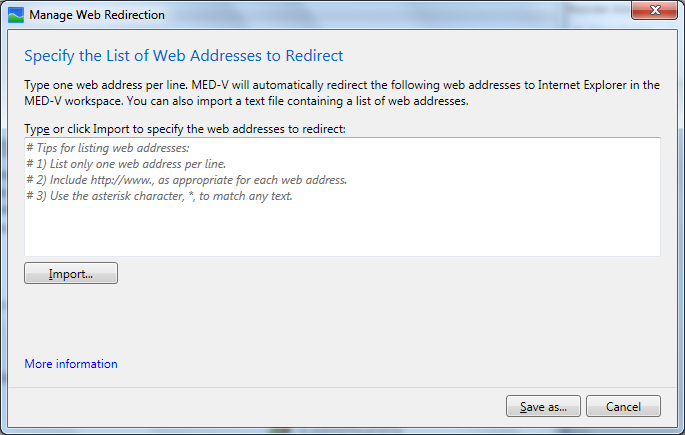 Manage Web Redirection
Specify the List of Web Addresses to Redirect
Type one web address per line. MED-V will automatically redirect the following web addresses to Internet Explorer in the
MED-V workspace. You can also import a text file containing a list of web addresses.
Type or click Import to specify the web addresses to redirect:
# Tips for listing web addresses:
# 1) List only one web address per line.
# 2) Include http://www., as appropriate for each web address.
# 3) Use the asterisk character, *, to match any text.
Import...
More information
Save as...
Cancel